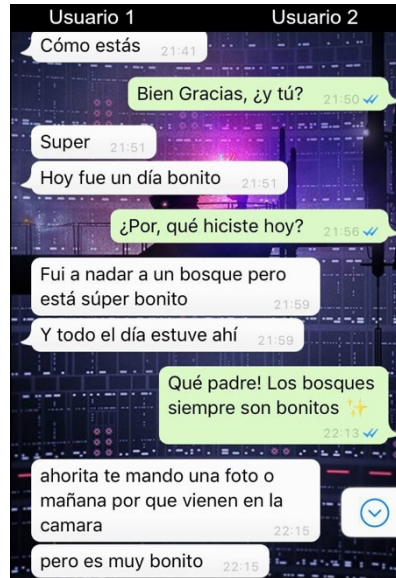 Usuario 1 Usuario 2
Cómo estás 21:41
Bien Gracias, ¿y tú? 21:50
Super 21:51
Hoy fue un día bonito 21:51
¿Por, qué hiciste hoy? 21:56
Fui a nadar a un bosque pero
está súper bonito 21:59
Y todo el día estuve ahí 21:59
Qué padre! Los bosques
siempre son bonitos ✨
22:13
ahorita te mando una foto o
mañana por que vienen en la
camara 22:15
pero es muy bonito 22:15